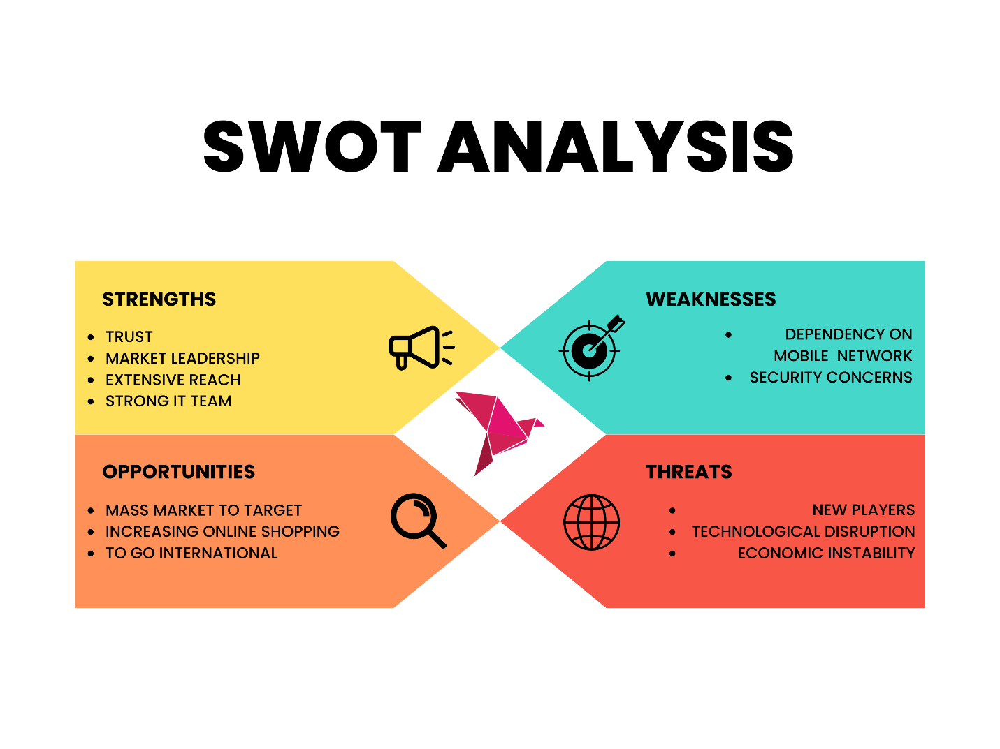 SWOT ANALYSIS
STRENGTHS
• TRUST
• MARKET LEADERSHIP
• EXTENSIVE REACH
• STRONG IT TEAM
WEAKNESSES
• DEPENDENCY ON
MOBILE NETWORK
• SECURITY CONCERNS
OPPORTUNITIES
• MASS MARKET TO TARGET
• INCREASING ONLINE SHOPPING
• TO GO INTERNATIONAL
THREATS
• NEW PLAYERS
• TECHNOLOGICAL DISRUPTION
• ECONOMIC INSTABILITY